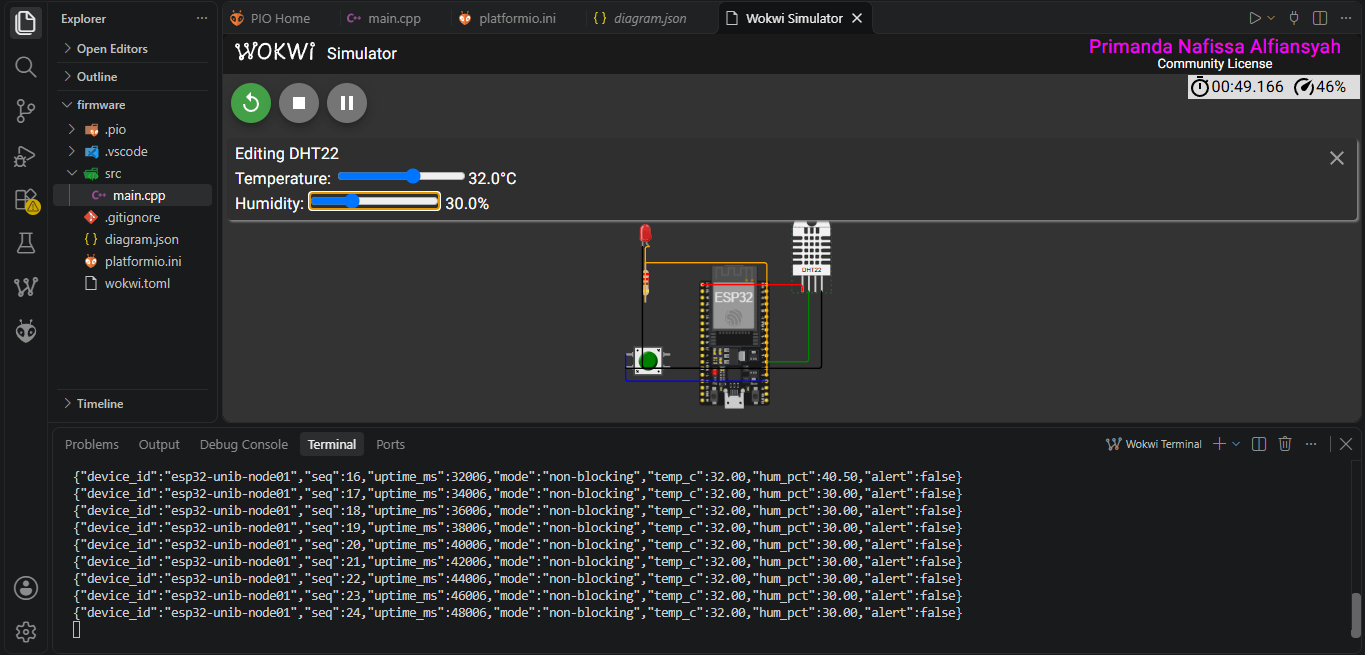 Explorer
Open Editors
Outline
firmware
.pio
.vscode
src
main.cpp
.gitignore
diagram.json
platformio.ini
wokwi.toml
Timeline
PIO Home
main.cpp
platformio.ini
diagram.json
Wokwi Simulator
WOKWI Simulator
Primanda Nafissa Alfiansyah
Community License
00:49.166 46%
Editing DHT22
Temperature: 32.0°C
Humidity: 30.0%
DHT22
ESP32
Problems Output Debug Console Terminal Ports
Wokwi Terminal
{"device_id":"esp32-unib-node01","seq":16,"uptime_ms":32006,"mode":"non-blocking","temp_c":32.00,"hum_pct":40.50,"alert":false}
{"device_id":"esp32-unib-node01","seq":17,"uptime_ms":34006,"mode":"non-blocking","temp_c":32.00,"hum_pct":30.00,"alert":false}
{"device_id":"esp32-unib-node01","seq":18,"uptime_ms":36006,"mode":"non-blocking","temp_c":32.00,"hum_pct":30.00,"alert":false}
{"device_id":"esp32-unib-node01","seq":19,"uptime_ms":38006,"mode":"non-blocking","temp_c":32.00,"hum_pct":30.00,"alert":false}
{"device_id":"esp32-unib-node01","seq":20,"uptime_ms":40006,"mode":"non-blocking","temp_c":32.00,"hum_pct":30.00,"alert":false}
{"device_id":"esp32-unib-node01","seq":21,"uptime_ms":42006,"mode":"non-blocking","temp_c":32.00,"hum_pct":30.00,"alert":false}
{"device_id":"esp32-unib-node01","seq":22,"uptime_ms":44006,"mode":"non-blocking","temp_c":32.00,"hum_pct":30.00,"alert":false}
{"device_id":"esp32-unib-node01","seq":23,"uptime_ms":46006,"mode":"non-blocking","temp_c":32.00,"hum_pct":30.00,"alert":false}
{"device_id":"esp32-unib-node01","seq":24,"uptime_ms":48006,"mode":"non-blocking","temp_c":32.00,"hum_pct":30.00,"alert":false}